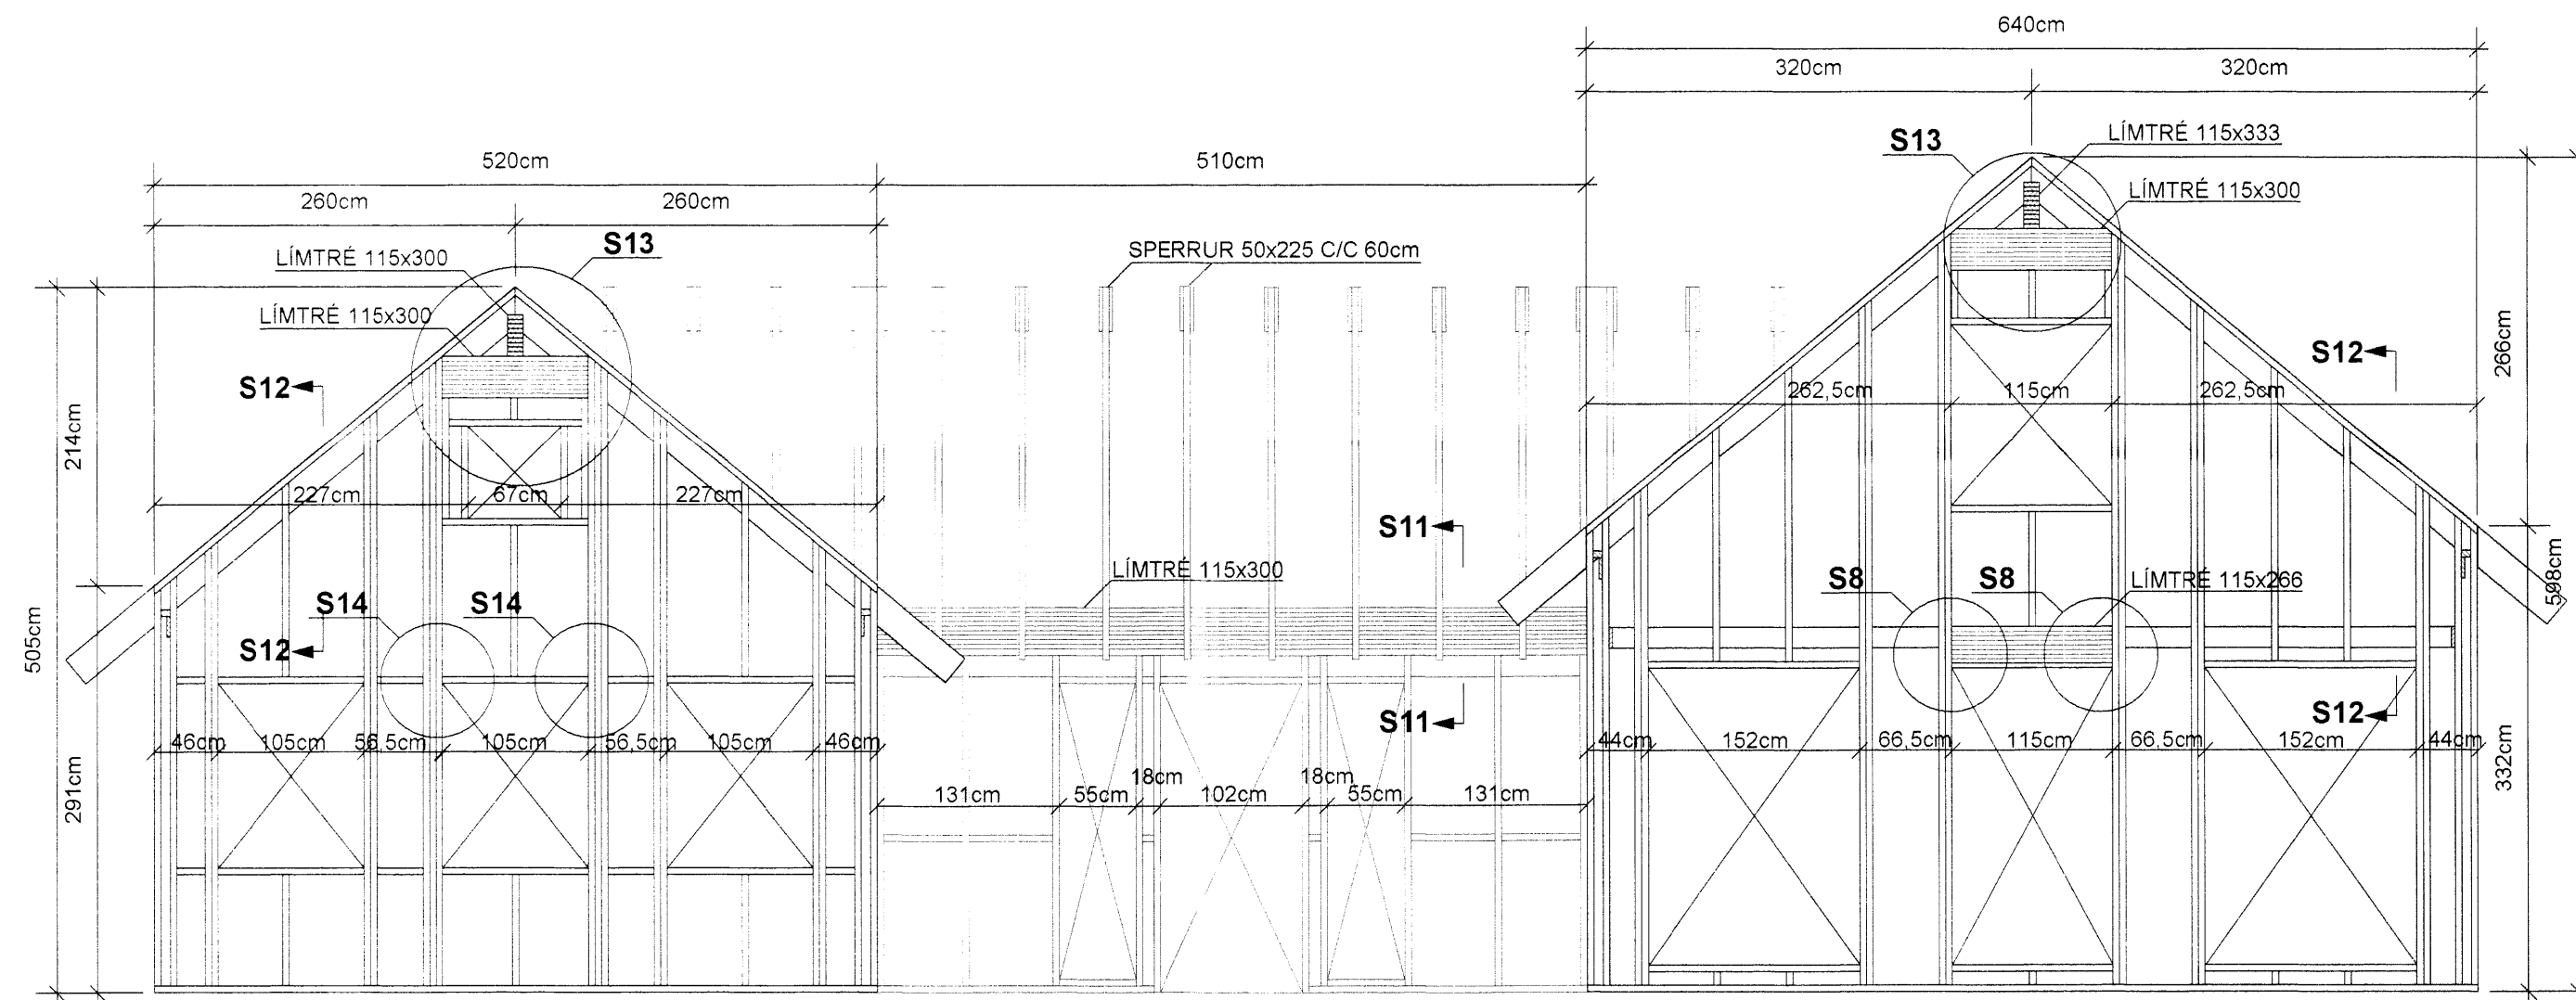 640cm
320cm
320cm
LÍMTRÉ 115x333
S13
520cm
510cm
LÍMTRÉ 115x300
260cm
260cm
S13
SPERRUR 50x225 C/C 60cm
LÍMTRÉ 115x300
LÍMTRÉ 115x300
S12
S12
266cm
262,5cm
115cm
262,5cm
214cm
227cm
67cm
227cm
S11
LÍMTRÉ 115x300
S14
S14
S8
S8
LÍMTRÉ 115x266
598cm
505cm
S12
S11
S12
46cm
105cm
56,5cm
105cm
56,5cm
105cm
46cm
44cm
152cm
66,5cm
115cm
66,5cm
152cm
44cm
291cm
332cm
18cm
18cm
131cm
55cm
102cm
55cm
131cm